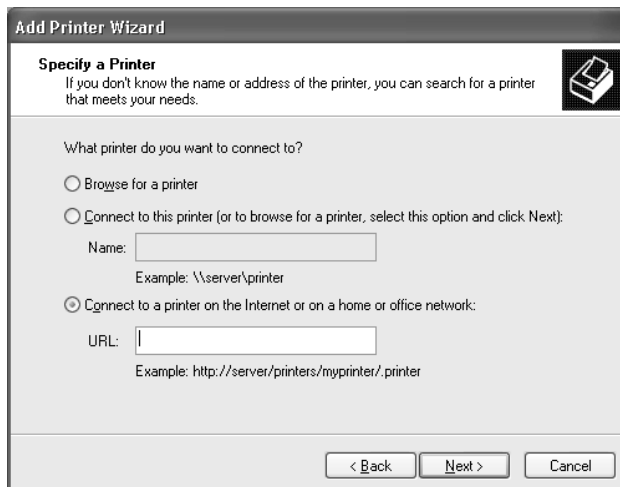 Add Printer Wizard
Specify a Printer
If you don't know the name or address of the printer, you can search for a printer
that meets your needs.
What printer do you want to connect to?
Browse for a printer
Connect to this printer (or to browse for a printer, select this option and click Next):
Name:
Example: \\server\printer
Connect to a printer on the Internet or on a home or office network:
URL:
Example: http://server/printers/myprinter/.printer
< Back Next > Cancel